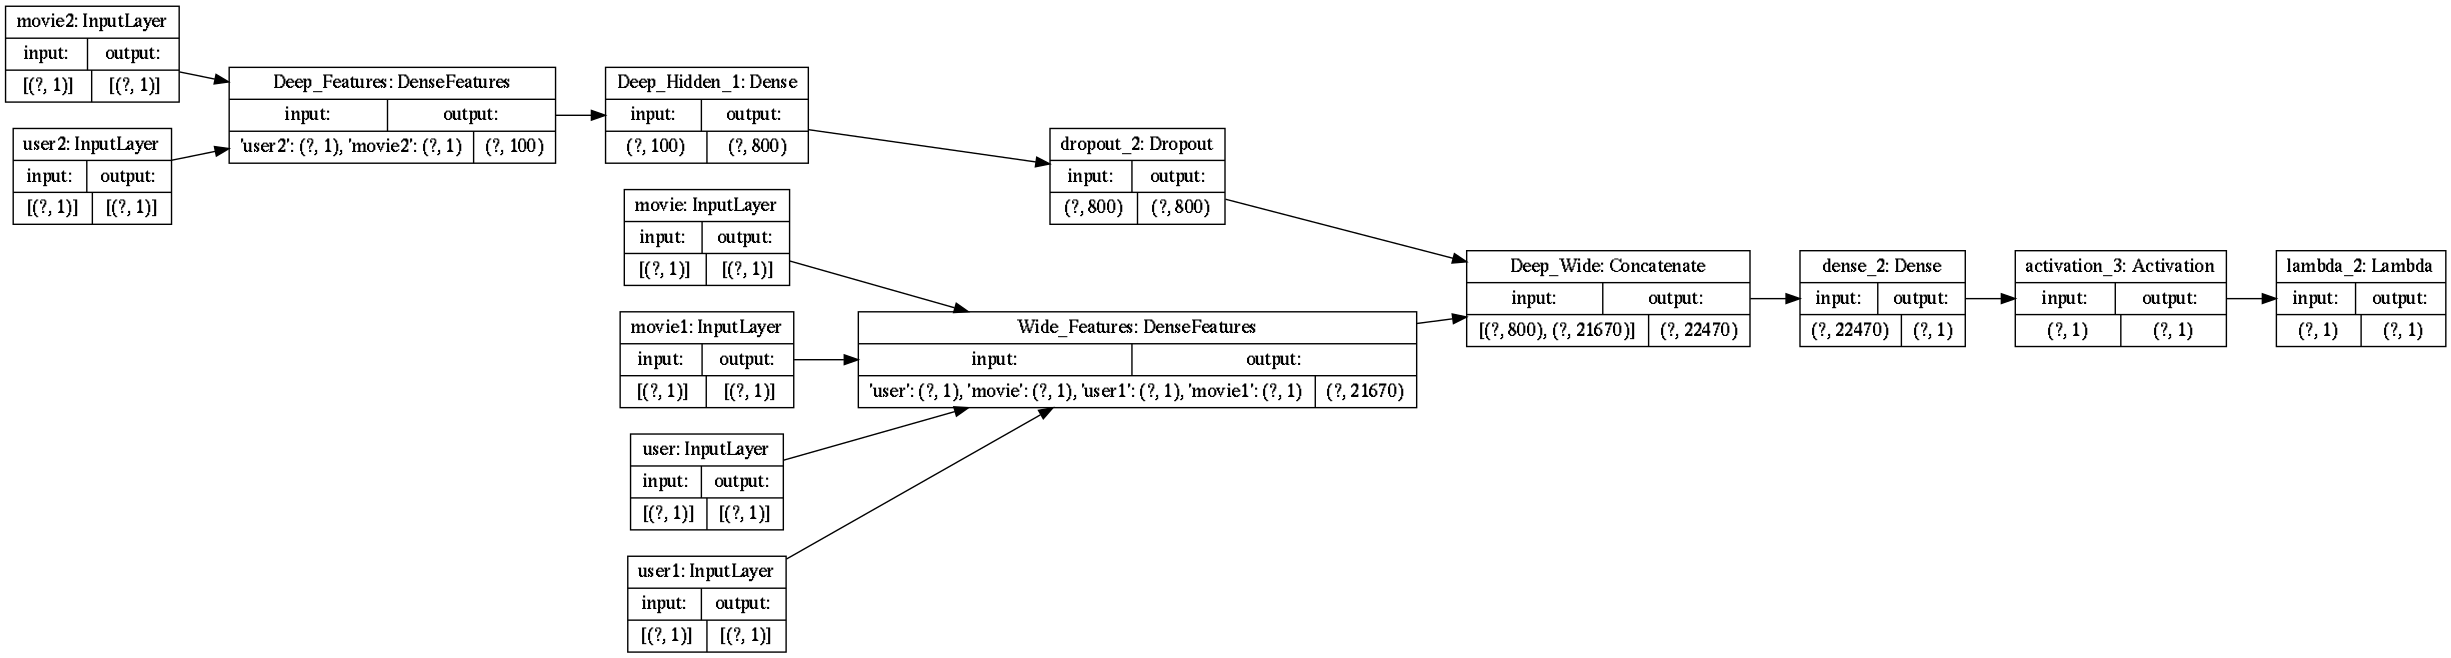 movie2: InputLayer
input: output:
[(?, 1)] [(?, 1)]
user2: InputLayer
input: output:
[(?, 1)] [(?, 1)]
Deep_Features: DenseFeatures
input: output:
'user2': (?, 1), 'movie2': (?, 1) (?, 100)
Deep_Hidden_1: Dense
input: output:
(?, 100) (?, 800)
dropout_2: Dropout
input: output:
(?, 800) (?, 800)
movie: InputLayer
input: output:
[(?, 1)] [(?, 1)]
movie1: InputLayer
input: output:
[(?, 1)] [(?, 1)]
user: InputLayer
input: output:
[(?, 1)] [(?, 1)]
user1: InputLayer
input: output:
[(?, 1)] [(?, 1)]
Wide_Features: DenseFeatures
input: output:
'user': (?, 1), 'movie': (?, 1), 'user1': (?, 1), 'movie1': (?, 1) (?, 21670)
Deep_Wide: Concatenate
input: output:
[(?, 800), (?, 21670)] (?, 22470)
dense_2: Dense
input: output:
(?, 22470) (?, 1)
activation_3: Activation
input: output:
(?, 1) (?, 1)
lambda_2: Lambda
input: output:
(?, 1) (?, 1)